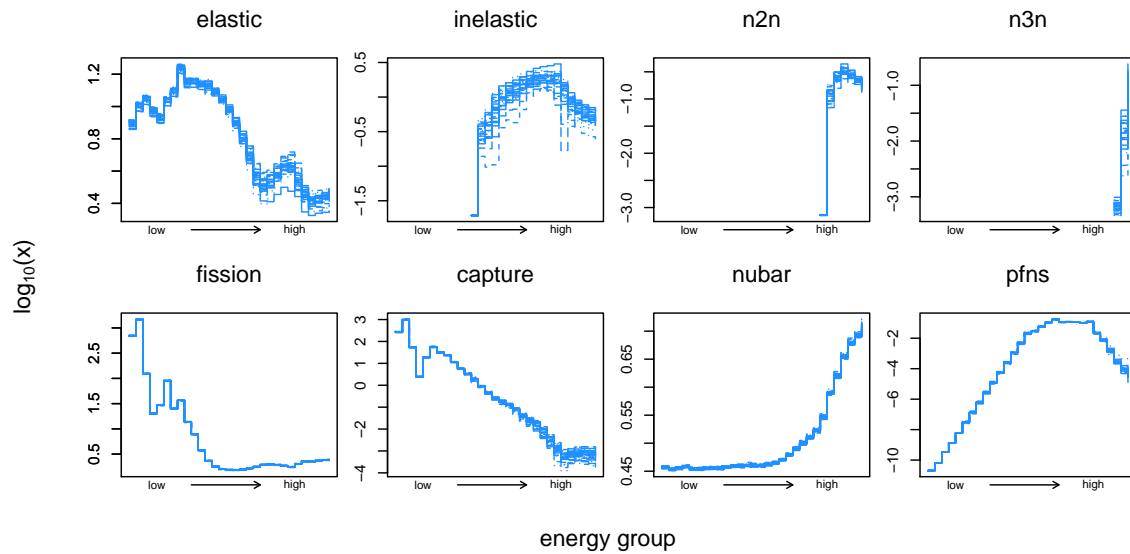 elastic
inelastic
n2n
n3n
1.2
0.8
0.4
0.5
−0.5
−1.5
−1.0
−2.0
−3.0
−1.0
−2.0
−3.0
low
high
low
high
low
high
low
high
log₁₀(x)
fission
capture
nubar
pfns
2.5
1.5
0.5
3
2
0
−2
−4
0.65
0.55
0.45
−2
−4
−6
−10
low
high
low
high
low
high
low
high
energy group